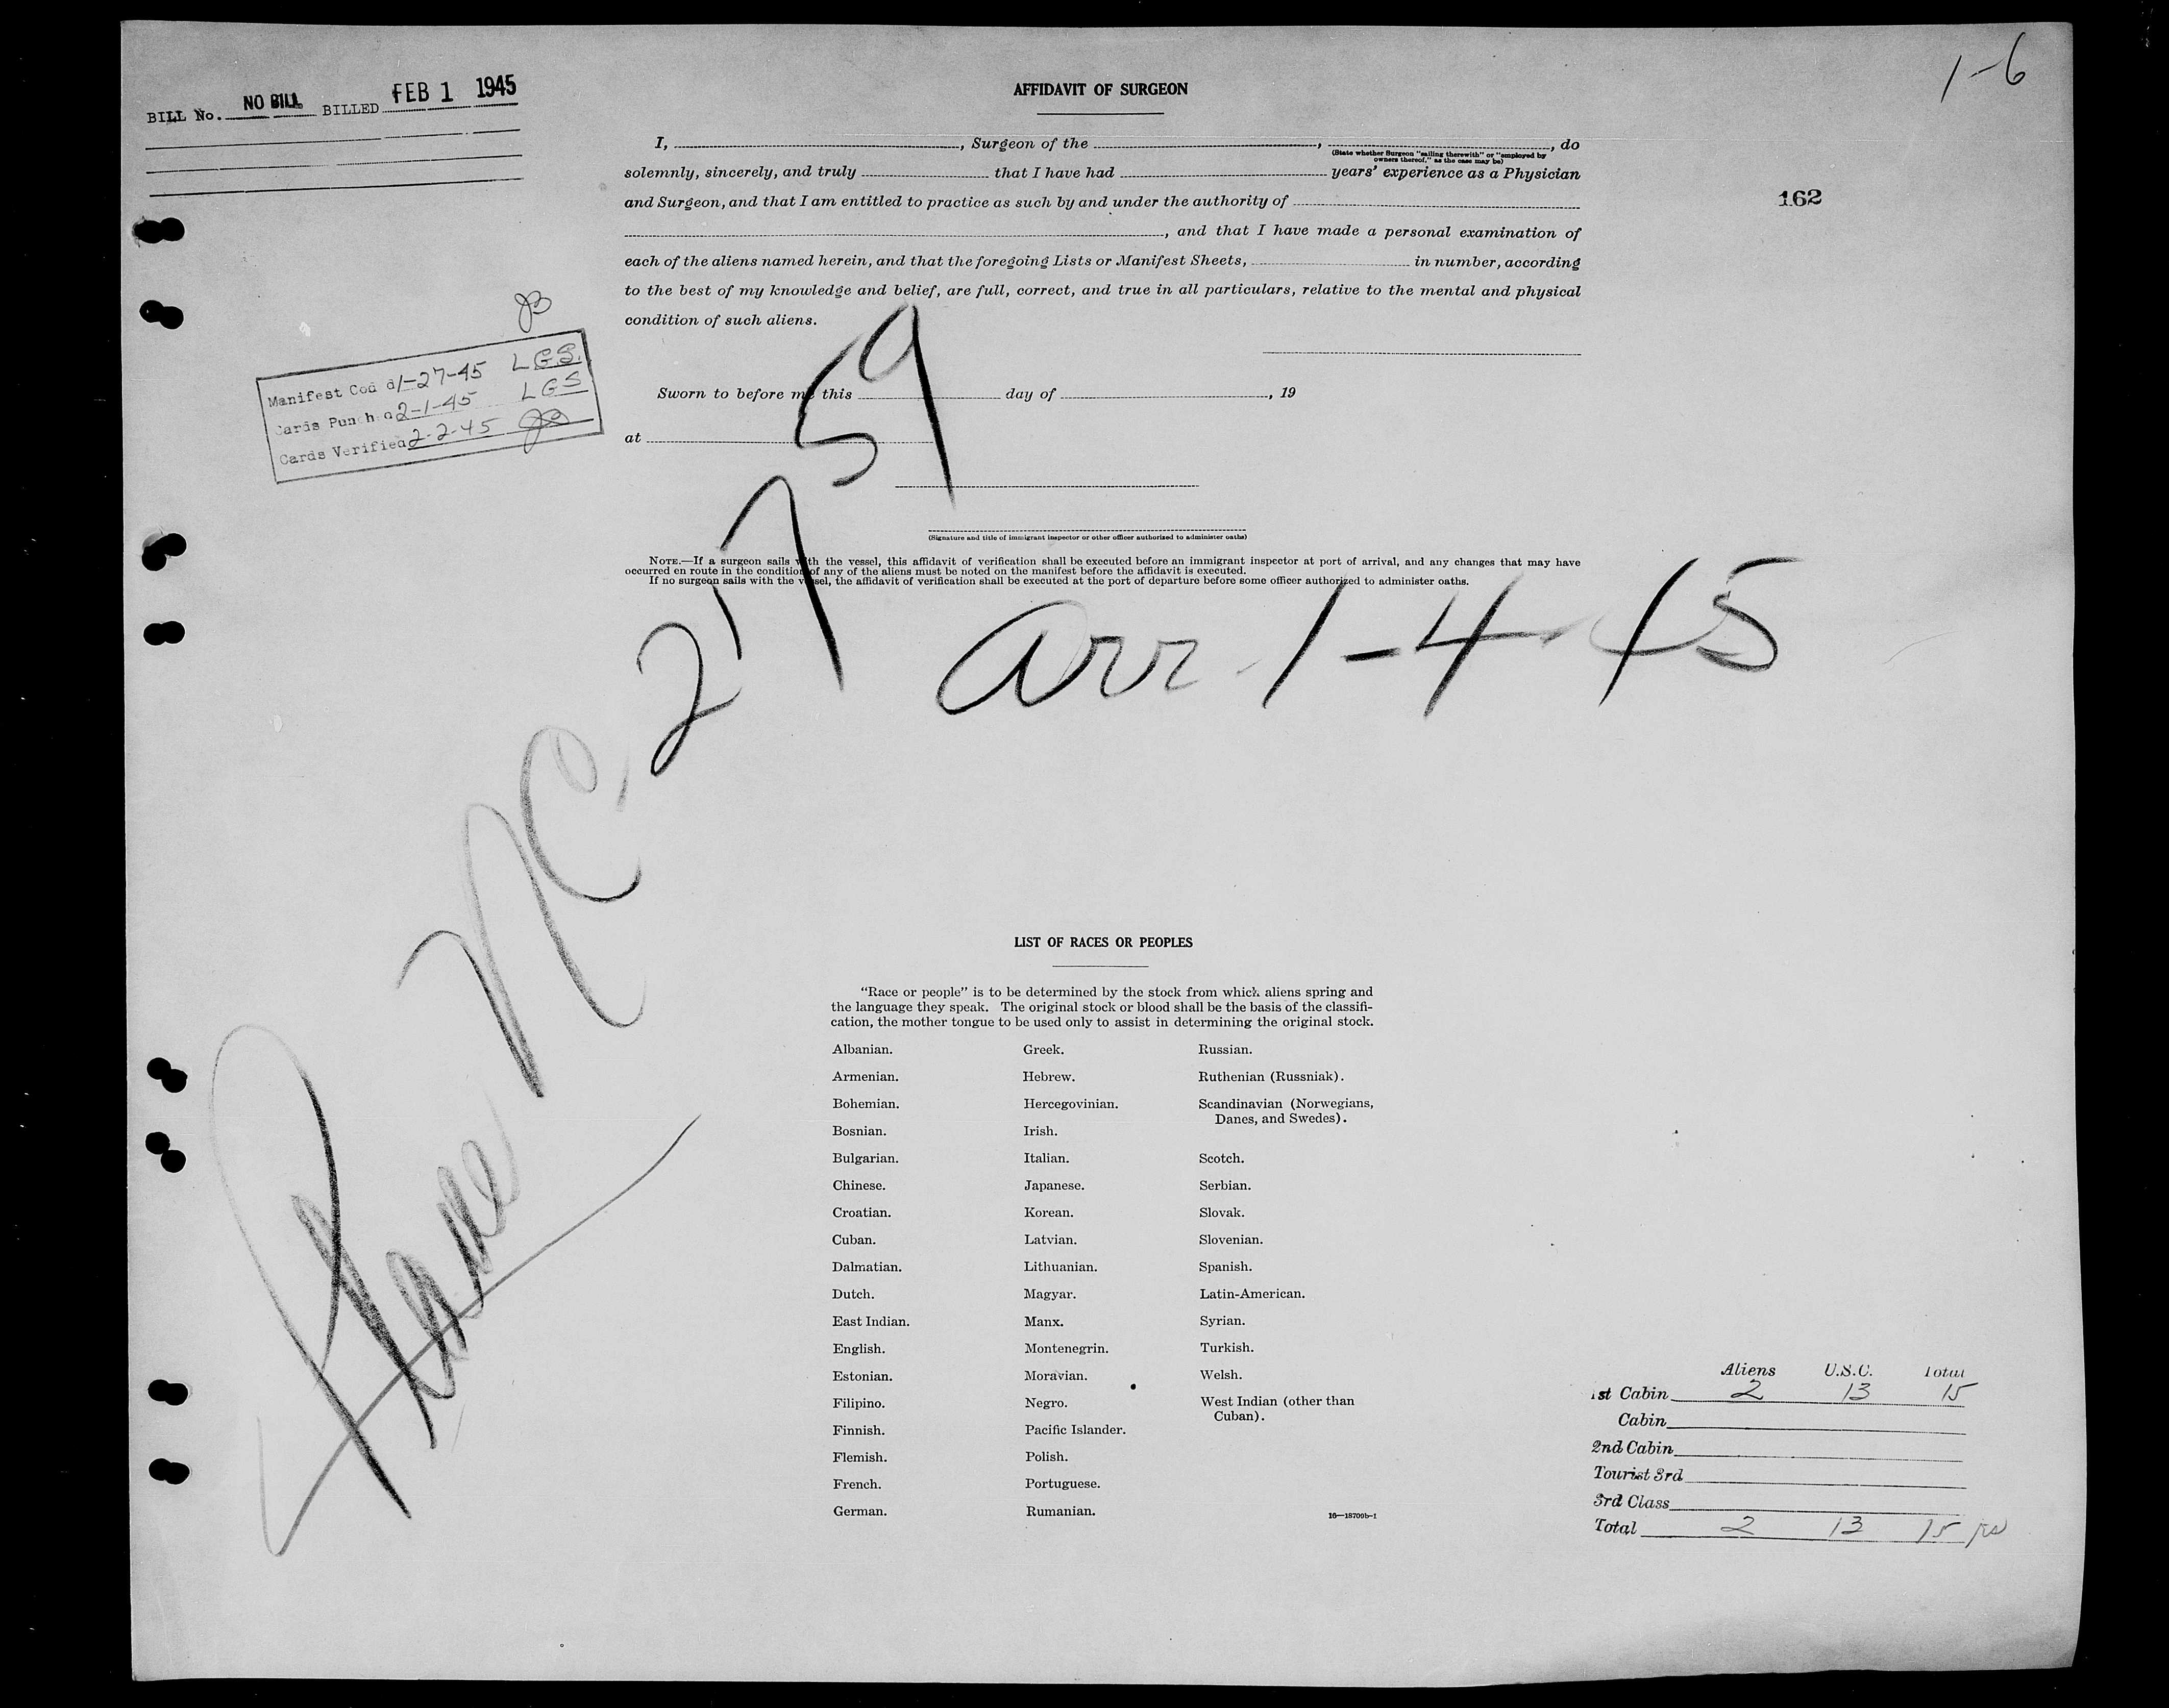 1-6
BILL No. NO BILL BILLED FEB 1 1945
AFFIDAVIT OF SURGEON
I, , Surgeon of the , , do
(State whether Surgeon "sailing therewith" or "employed by
owners thereof," as the case may be)
solemnly, sincerely, and truly that I have had years' experience as a Physician
and Surgeon, and that I am entitled to practice as such by and under the authority of
162
, and that I have made a personal examination of
each of the aliens named herein, and that the foregoing Lists or Manifest Sheets, in number, according
to the best of my knowledge and belief, are full, correct, and true in all particulars, relative to the mental and physical
condition of such aliens.
Manifest Cod d 1-27-45 LGS.
Cards Punch d 2-1-45 LGS
Cards Verified 2-2-45
Sworn to before me this day of , 19
at
(Signature and title of immigrant inspector or other officer authorized to administer oaths)
NOTE.—If a surgeon sails with the vessel, this affidavit of verification shall be executed before an immigrant inspector at port of arrival, and any changes that may have
occurred en route in the condition of any of the aliens must be noted on the manifest before the affidavit is executed.
If no surgeon sails with the vessel, the affidavit of verification shall be executed at the port of departure before some officer authorized to administer oaths.
Plane NC. 21759
arr 1-4-45
LIST OF RACES OR PEOPLES
"Race or people" is to be determined by the stock from which aliens spring and
the language they speak. The original stock or blood shall be the basis of the classifi-
cation, the mother tongue to be used only to assist in determining the original stock.
Albanian.
Armenian.
Bohemian.
Bosnian.
Bulgarian.
Chinese.
Croatian.
Cuban.
Dalmatian.
Dutch.
East Indian.
English.
Estonian.
Filipino.
Finnish.
Flemish.
French.
German.
Greek.
Hebrew.
Hercegovinian.
Irish.
Italian.
Japanese.
Korean.
Latvian.
Lithuanian.
Magyar.
Manx.
Montenegrin.
Moravian.
Negro.
Pacific Islander.
Polish.
Portuguese.
Rumanian.
Russian.
Ruthenian (Russniak).
Scandinavian (Norwegians,
Danes, and Swedes).
Scotch.
Serbian.
Slovak.
Slovenian.
Spanish.
Latin-American.
Syrian.
Turkish.
Welsh.
West Indian (other than
Cuban).
16—18709b-1
Aliens U.S.C. Total
1st Cabin 2 13 15
Cabin
2nd Cabin
Tourist 3rd
3rd Class
Total 2 13 15